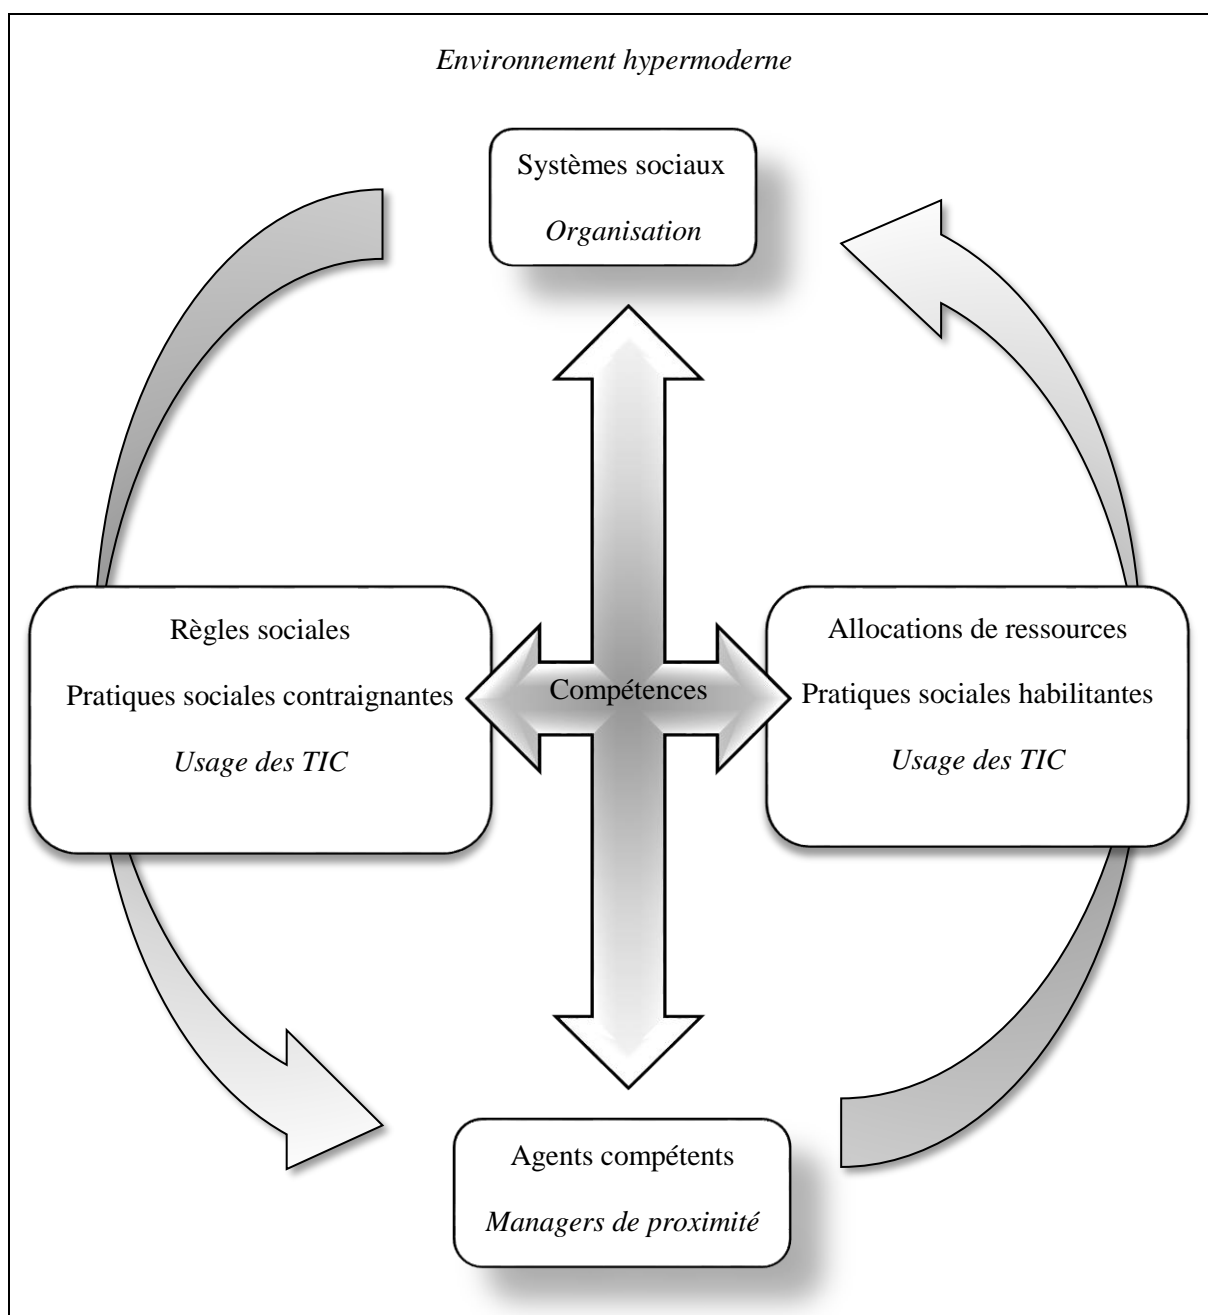 Environnement hypermoderne
Systèmes sociaux
Organisation
Règles sociales
Pratiques sociales contraignantes
Usage des TIC
Compétences
Allocations de ressources
Pratiques sociales habilitantes
Usage des TIC
Agents compétents
Managers de proximité